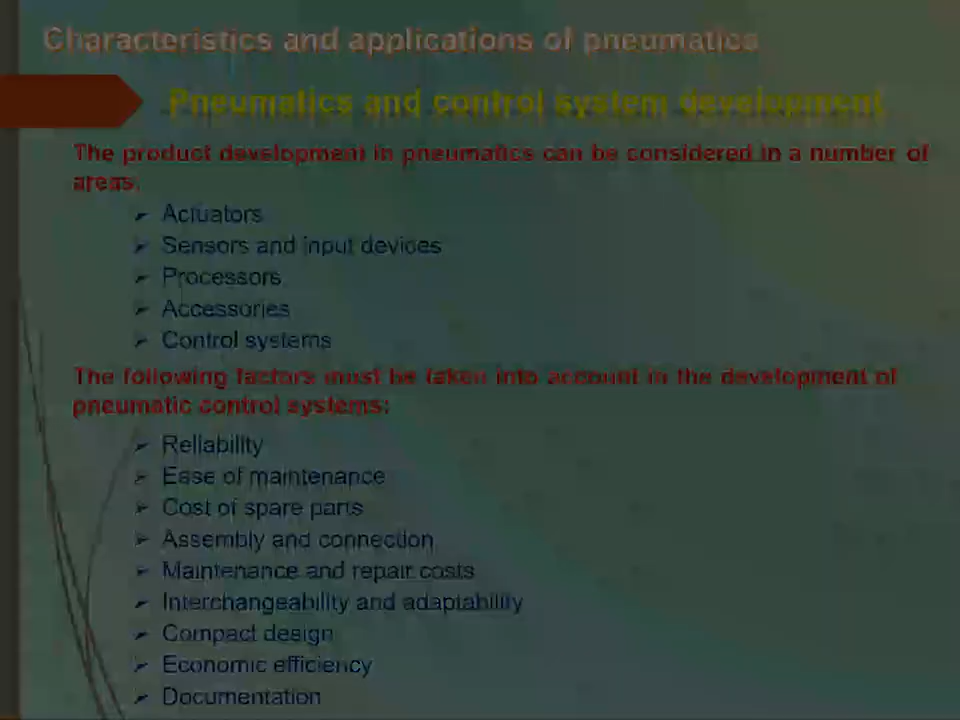 Characteristics and applications of pneumatics
Pneumatics and control system development
The product development in pneumatics can be considered in a number of
areas.
➢ Actuators
➢ Sensors and input devices
➢ Processors
➢ Accessories
➢ Control systems
The following factors must be taken into account in the development of
pneumatic control systems:
➢ Reliability
➢ Ease of maintenance
➢ Cost of spare parts
➢ Assembly and connection
➢ Maintenance and repair costs
➢ Interchangeability and adaptability
➢ Compact design
➢ Economic efficiency
➢ Documentation